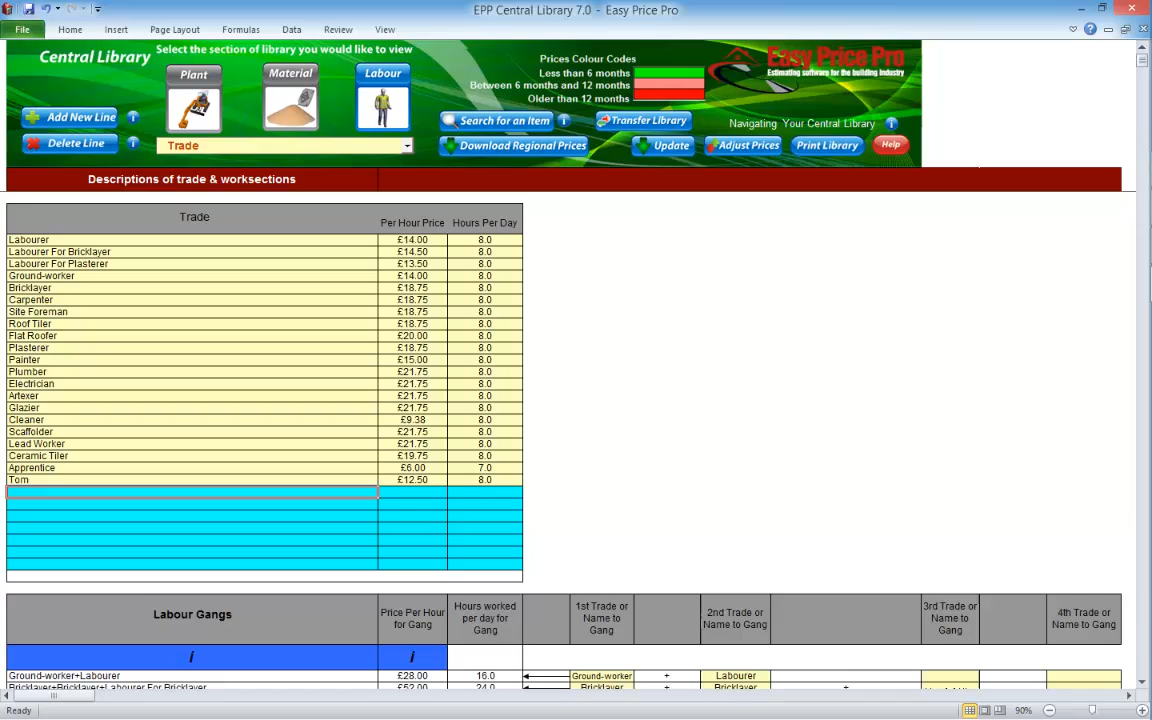 EPP Central Library 7.0 - Easy Price Pro
File Home Insert Page Layout Formulas Data Review View
Central Library
Select the section of library you would like to view
Plant
Material
Labour
Prices Colour Codes
Less than 6 months
Between 6 months and 12 months
Older than 12 months
Easy Price Pro
Estimating software for the building industry
Add New Line i
Delete Line i
Trade
Search for an Item i
Transfer Library
Navigating Your Central Library i
Download Regional Prices
Update
Adjust Prices
Print Library
Help
Descriptions of trade & worksections
Trade Per Hour Price Hours Per Day
Labourer £14.00 8.0
Labourer For Bricklayer £14.50 8.0
Labourer For Plasterer £13.50 8.0
Ground-worker £14.00 8.0
Bricklayer £18.75 8.0
Carpenter £18.75 8.0
Site Foreman £18.75 8.0
Roof Tiler £18.75 8.0
Flat Roofer £20.00 8.0
Plasterer £18.75 8.0
Painter £15.00 8.0
Plumber £21.75 8.0
Electrician £21.75 8.0
Artexer £21.75 8.0
Glazier £21.75 8.0
Cleaner £9.38 8.0
Scaffolder £21.75 8.0
Lead Worker £21.75 8.0
Ceramic Tiler £19.75 8.0
Apprentice £6.00 7.0
Tom £12.50 8.0
Labour Gangs
Price Per Hour for Gang
Hours worked per day for Gang
1st Trade or Name to Gang
2nd Trade or Name to Gang
3rd Trade or Name to Gang
4th Trade or Name to Gang
i i
Ground-worker+Labourer £28.00 16.0 Ground-worker + Labourer
Bricklayer+Bricklayer+Labourer For Bricklayer £52.00 24.0 Bricklayer + Bricklayer +
Ready 90%